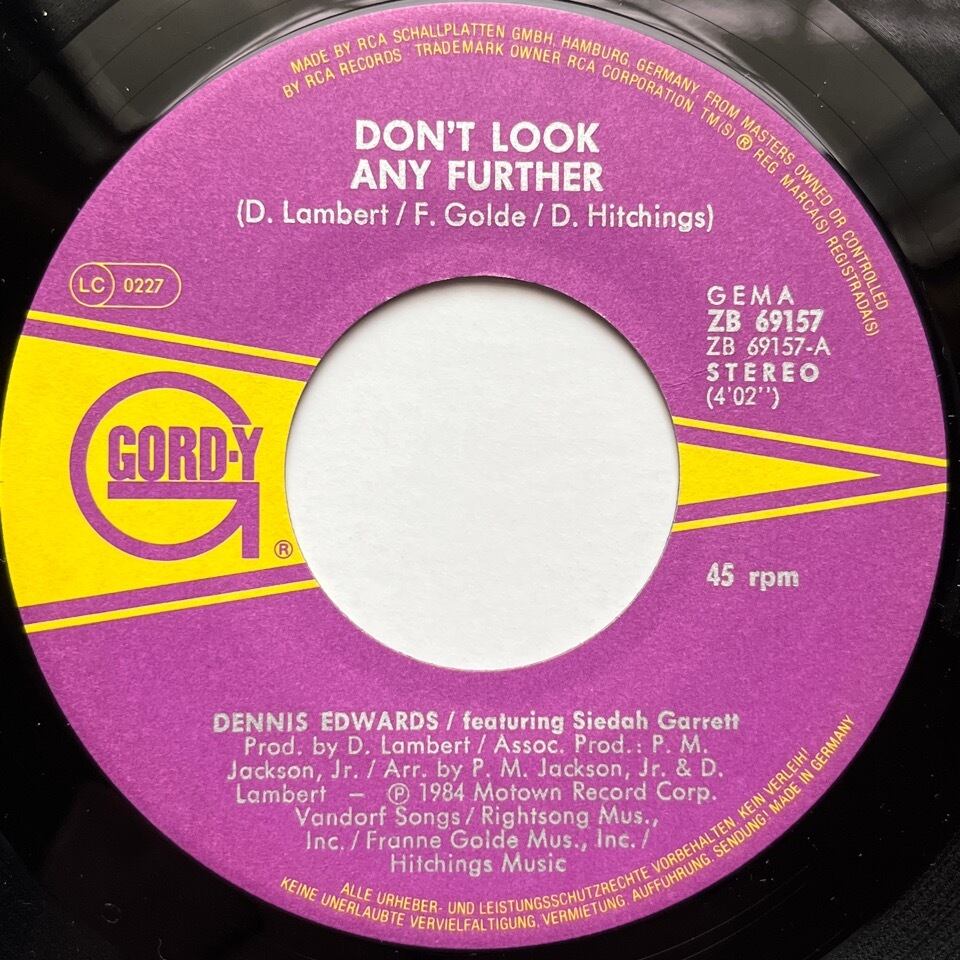 MADE BY RCA SCHALLPLATTEN GMBH, HAMBURG, GERMANY, FROM MASTERS OWNED OR CONTROLLED
BY RCA RECORDS · TRADEMARK OWNER RCA CORPORATION, TM(S) ® REG. MARCA(S) REGISTRADA(S)
DON'T LOOK
ANY FURTHER
(D. Lambert / F. Golde / D. Hitchings)
LC 0227
GEMA
ZB 69157
ZB 69157-A
STEREO
(4'02'')
GORD-Y
®
45 rpm
DENNIS EDWARDS / featuring Siedah Garrett
Prod. by D. Lambert / Assoc. Prod.: P. M.
Jackson, Jr. / Arr. by P. M. Jackson, Jr. & D.
Lambert – ℗ 1984 Motown Record Corp.
Vandorf Songs / Rightsong Mus.,
Inc. / Franne Golde Mus., Inc. /
Hitchings Music
ALLE URHEBER- UND LEISTUNGSSCHUTZRECHTE VORBEHALTEN. KEIN VERLEIH!
KEINE UNERLAUBTE VERVIELFÄLTIGUNG, VERMIETUNG, AUFFÜHRUNG, SENDUNG! MADE IN GERMANY